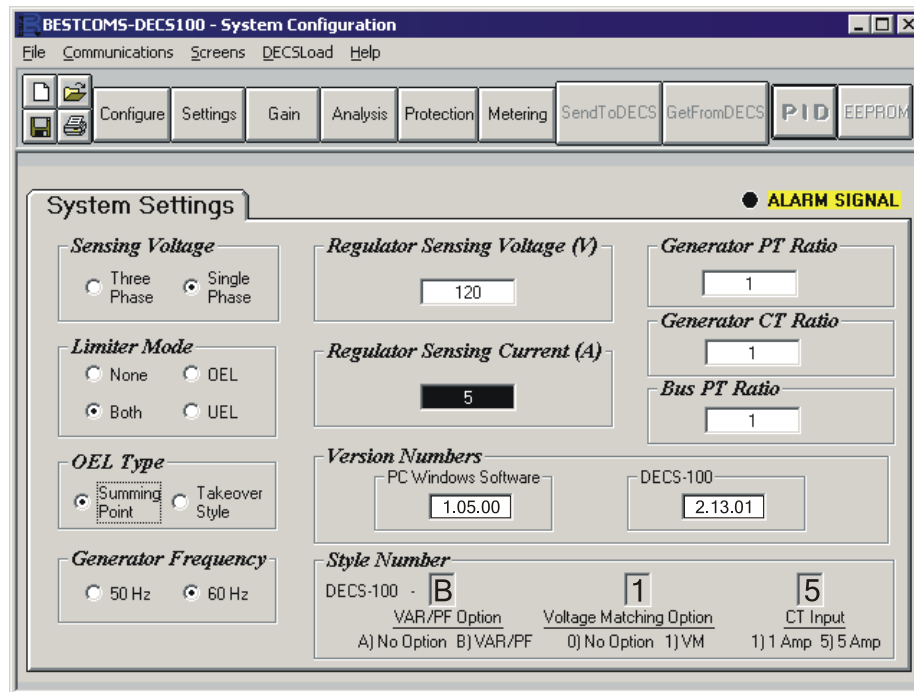 BESTCOMS-DECS100 - System Configuration
File Communications Screens DECSLoad Help
Configure Settings Gain Analysis Protection Metering SendToDECS GetFromDECS PID EEPROM
System Settings
ALARM SIGNAL
Sensing Voltage
Three Phase
Single Phase
Regulator Sensing Voltage (V)
120
Generator PT Ratio
1
Generator CT Ratio
1
Limiter Mode
None OEL
Both UEL
Regulator Sensing Current (A)
5
Bus PT Ratio
1
OEL Type
Summing Point
Takeover Style
Version Numbers
PC Windows Software
1.05.00
DECS-100
2.13.01
Generator Frequency
50 Hz 60 Hz
Style Number
DECS-100 - B 1 5
VAR/PF Option Voltage Matching Option CT Input
A) No Option B) VAR/PF 0) No Option 1) VM 1) 1 Amp 5) 5 Amp